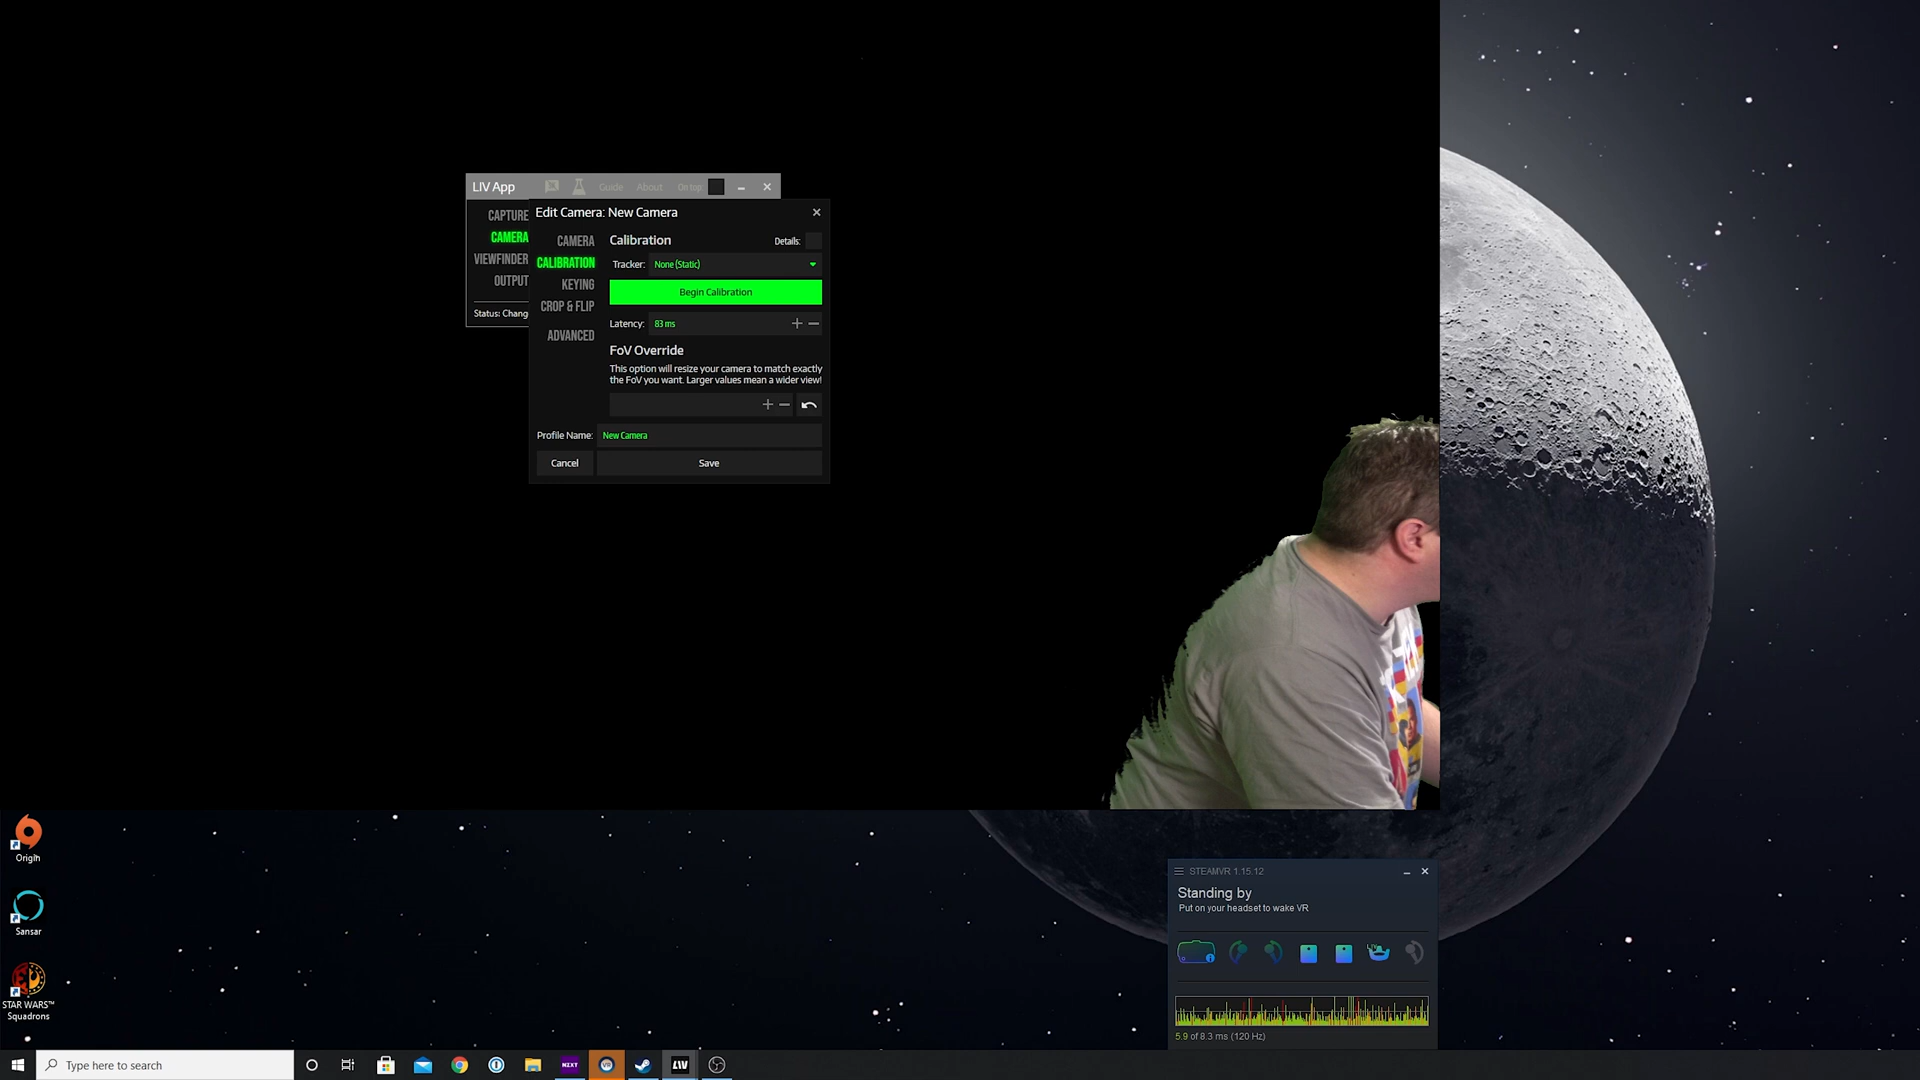 LIV App
Guide
About
On top
CAPTURE
CAMERA
VIEWFINDER
OUTPUT
Status: Chang
Edit Camera: New Camera
CAMERA
CALIBRATION
KEYING
CROP & FLIP
ADVANCED
Calibration
Details:
Tracker: None (Static)
Begin Calibration
Latency: 83 ms
FoV Override
This option will resize your camera to match exactly
the FoV you want. Larger values mean a wider view!
Profile Name: New Camera
Cancel
Save
Origin
Sansar
STAR WARS™
Squadrons
STEAMVR 1.15.12
Standing by
Put on your headset to wake VR
LIV
5.9 of 8.3 ms (120 Hz)
Type here to search
NZXT
VR
LIV